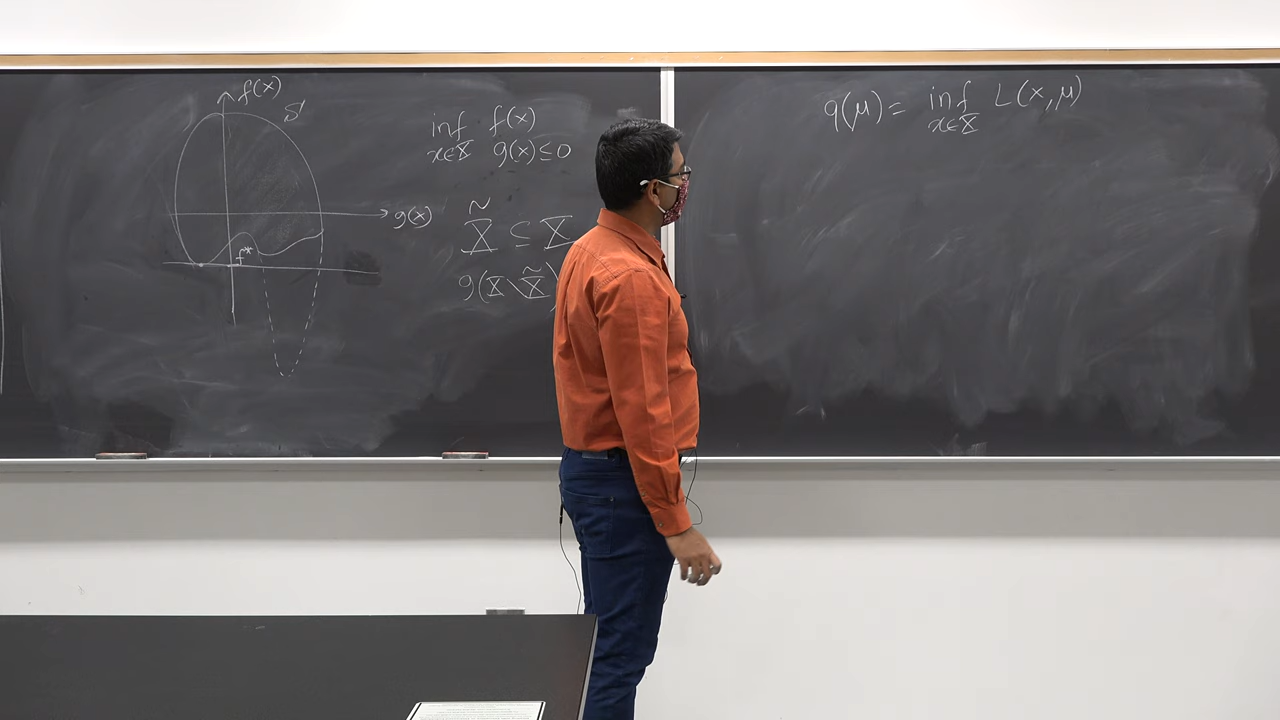 f(x)
S
g(x)
f*
inf f(x)
x∈X g(x)≤0
X̃ ⊆ X
g(X\X̃)
q(μ)= inf L(x,μ)
x∈X